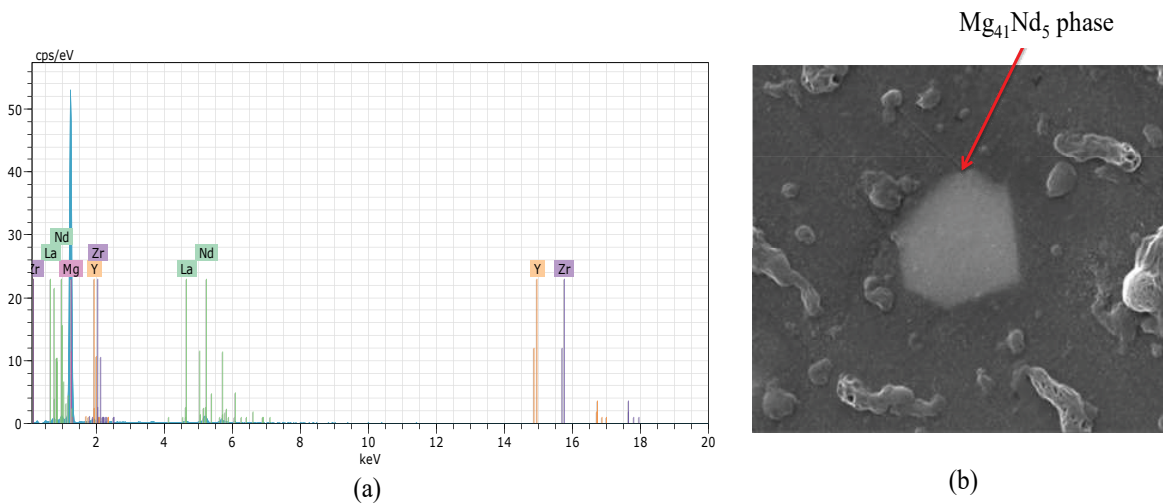 Mg₄₁Nd₅ phase
cps/eV
50
40
30
20
10
0
Nd
La
Zr
Mg
Zr
Y
Nd
La
Y
Zr
2 4 6 8 10 12 14 16 18 20
keV
(a)
(b)